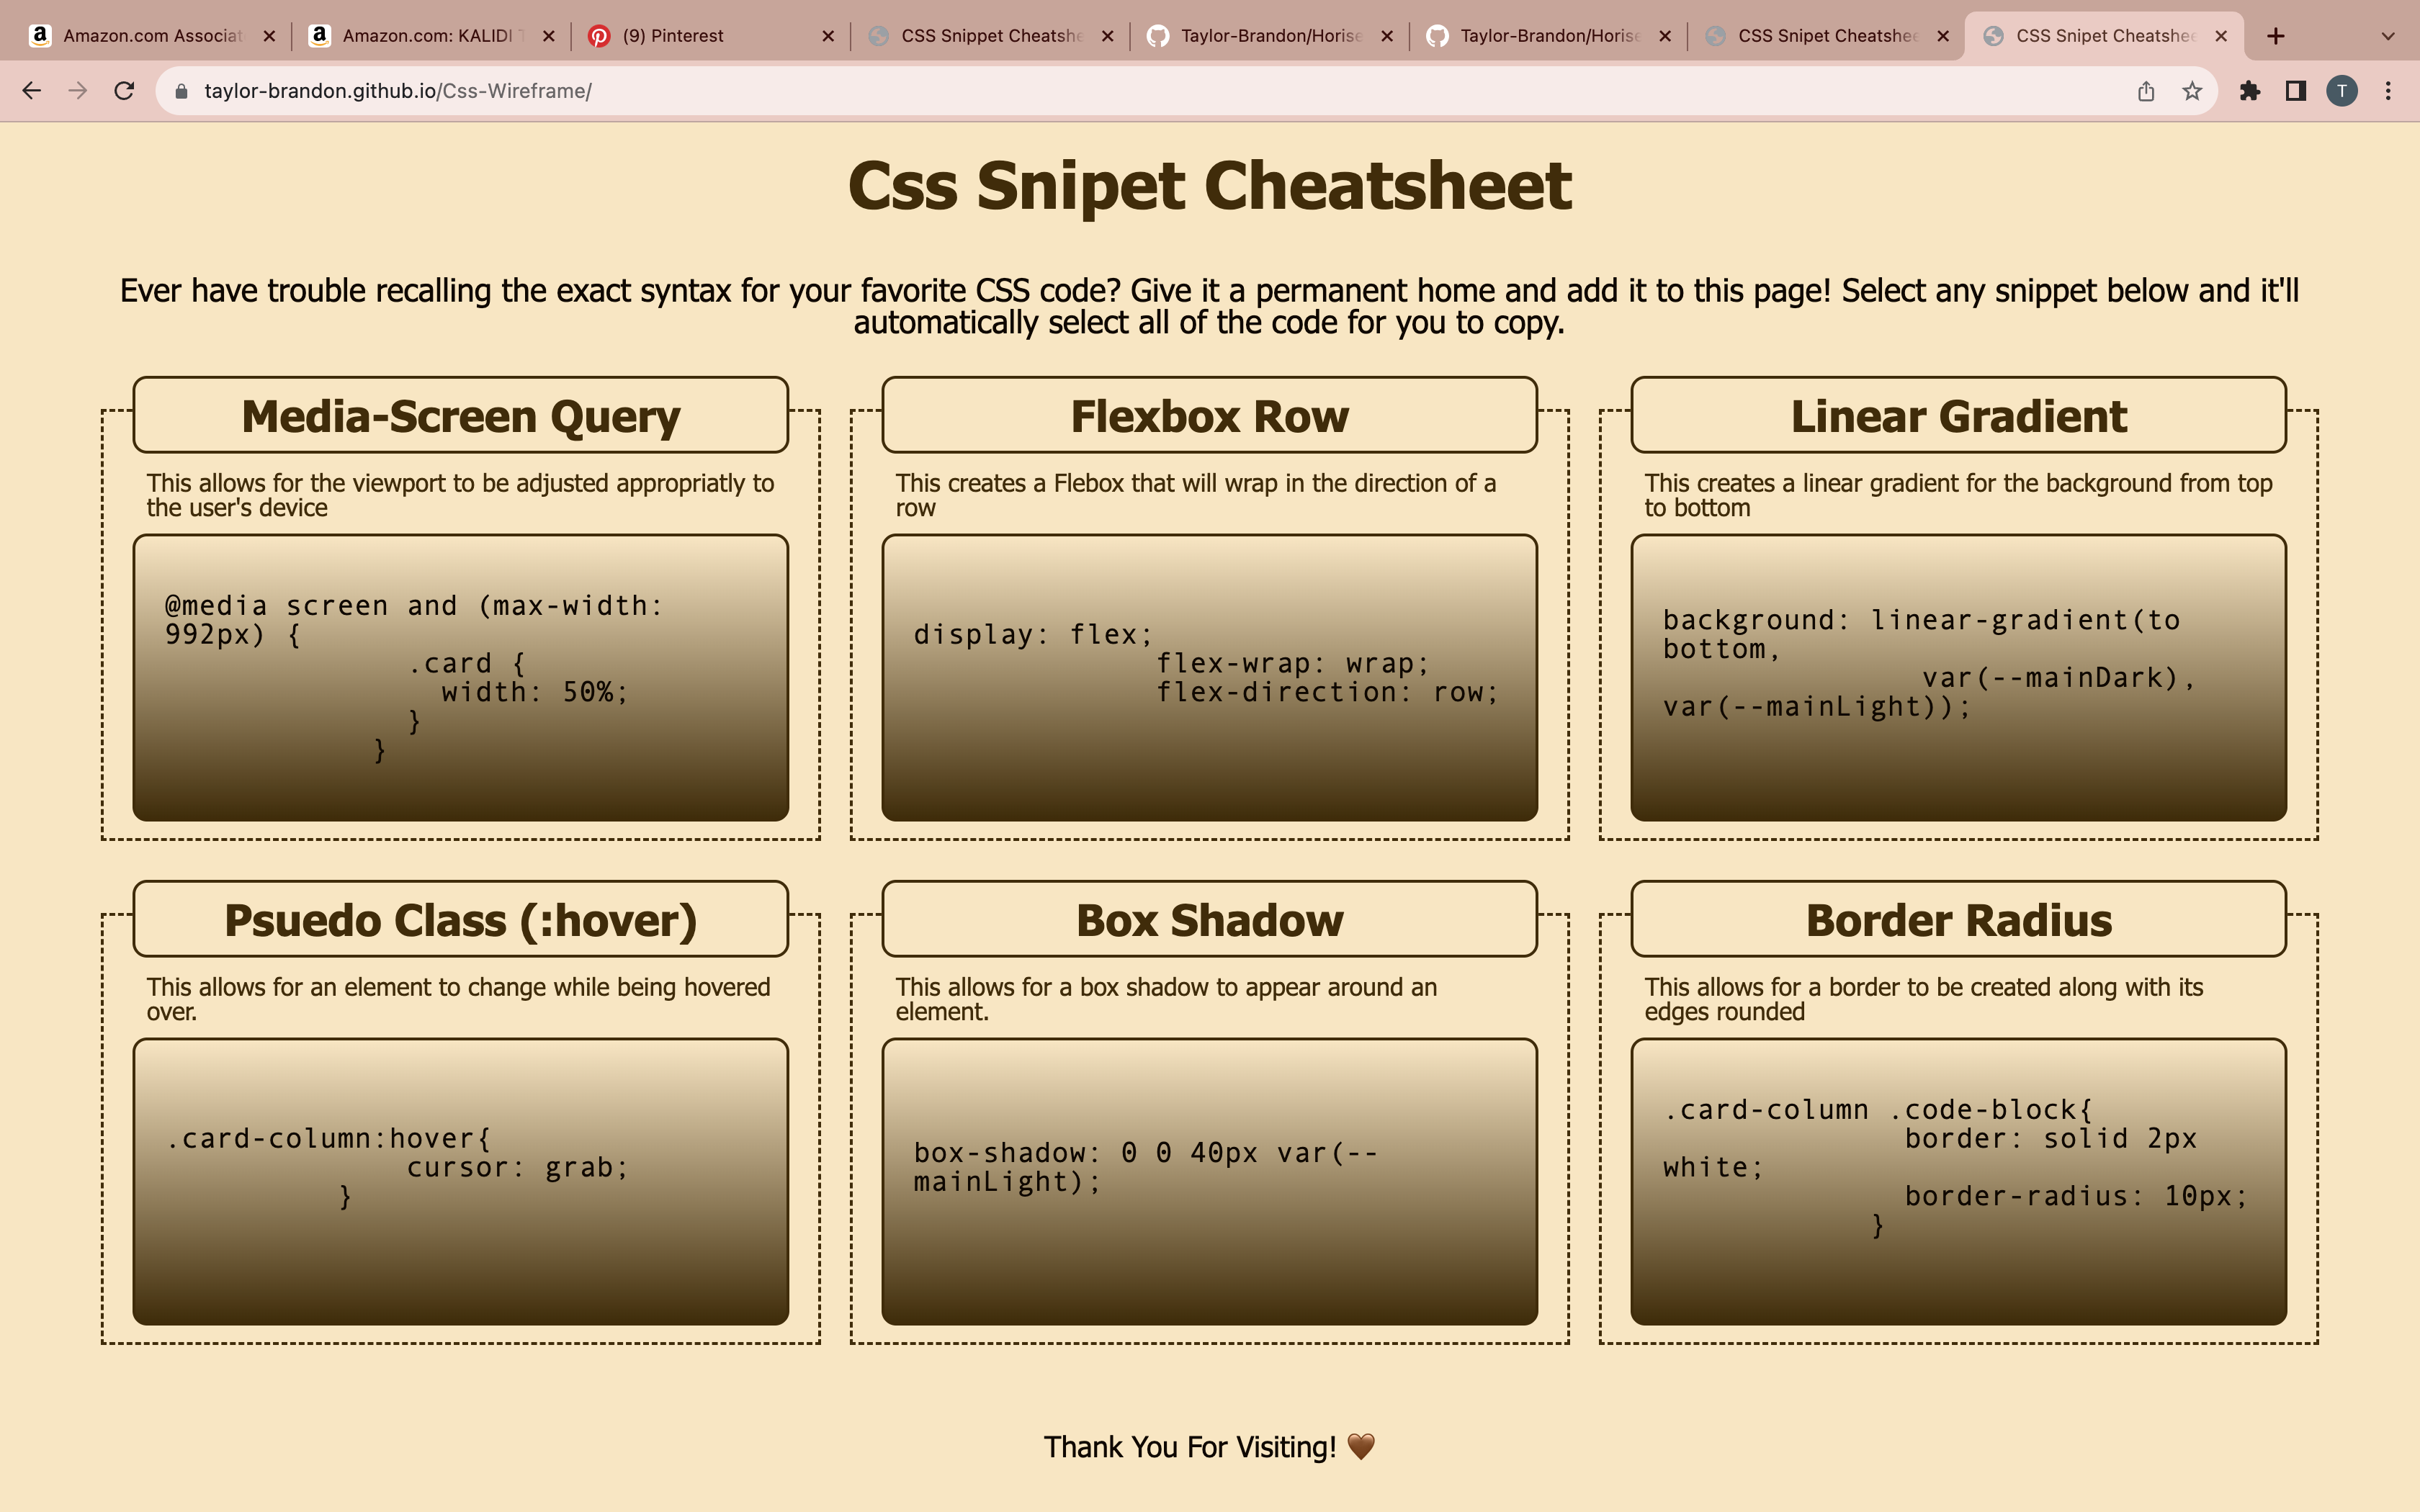 Amazon.com Associat
Amazon.com: KALIDI T
(9) Pinterest
CSS Snippet Cheatshe
Taylor-Brandon/Horise
Taylor-Brandon/Horise
CSS Snipet Cheatshee
CSS Snipet Cheatshee
taylor-brandon.github.io/Css-Wireframe/
T
Css Snipet Cheatsheet
Ever have trouble recalling the exact syntax for your favorite CSS code? Give it a permanent home and add it to this page! Select any snippet below and it'll
automatically select all of the code for you to copy.
Media-Screen Query
This allows for the viewport to be adjusted appropriatly to
the user's device
@media screen and (max-width:
992px) {
.card {
width: 50%;
}
}
Flexbox Row
This creates a Flebox that will wrap in the direction of a
row
display: flex;
flex-wrap: wrap;
flex-direction: row;
Linear Gradient
This creates a linear gradient for the background from top
to bottom
background: linear-gradient(to
bottom,
var(--mainDark),
var(--mainLight));
Psuedo Class (:hover)
This allows for an element to change while being hovered
over.
.card-column:hover{
cursor: grab;
}
Box Shadow
This allows for a box shadow to appear around an
element.
box-shadow: 0 0 40px var(--
mainLight);
Border Radius
This allows for a border to be created along with its
edges rounded
.card-column .code-block{
border: solid 2px
white;
border-radius: 10px;
}
Thank You For Visiting! 🤎